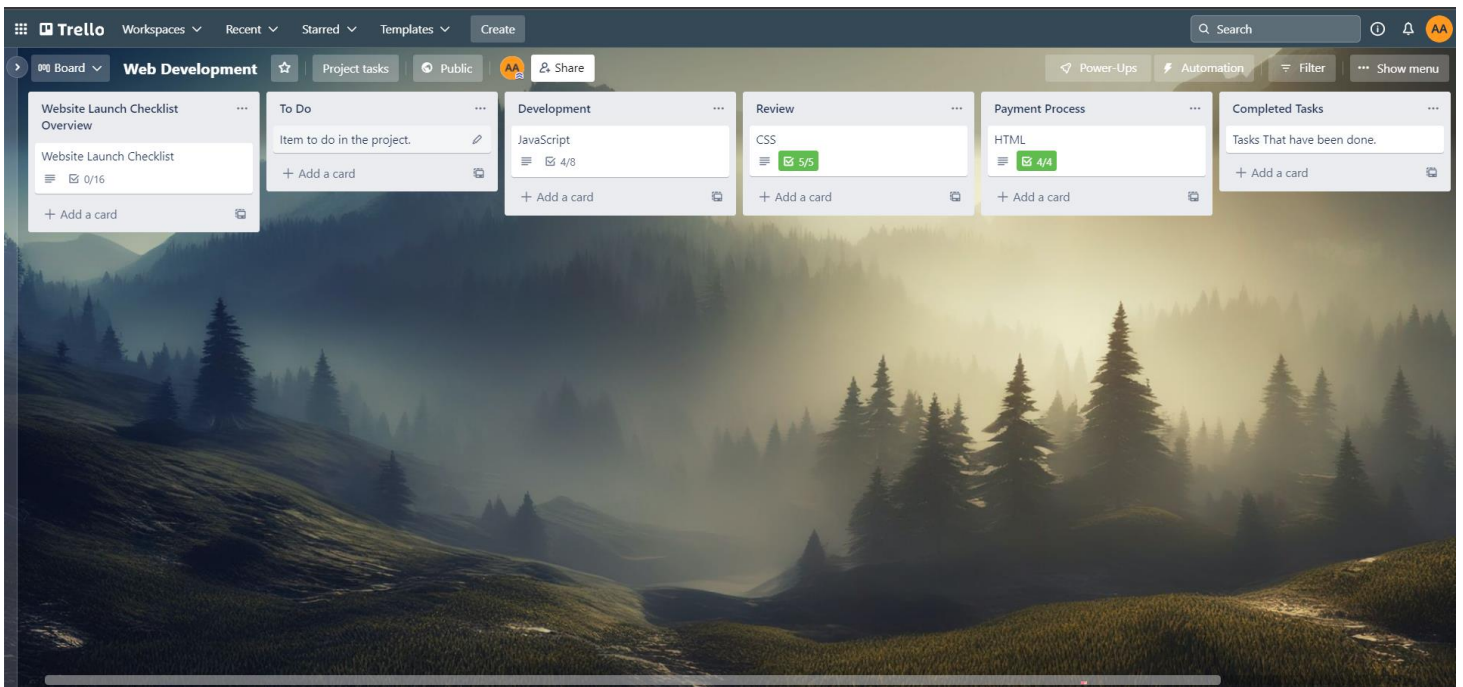 Trello Workspaces Recent Starred Templates Create Search AA
Board Web Development Project tasks Public AA Share Power-Ups Automation Filter Show menu
Website Launch Checklist
Overview
Website Launch Checklist
0/16
+ Add a card
To Do
Item to do in the project.
+ Add a card
Development
JavaScript
4/8
+ Add a card
Review
CSS
5/5
+ Add a card
Payment Process
HTML
4/4
+ Add a card
Completed Tasks
Tasks That have been done.
+ Add a card